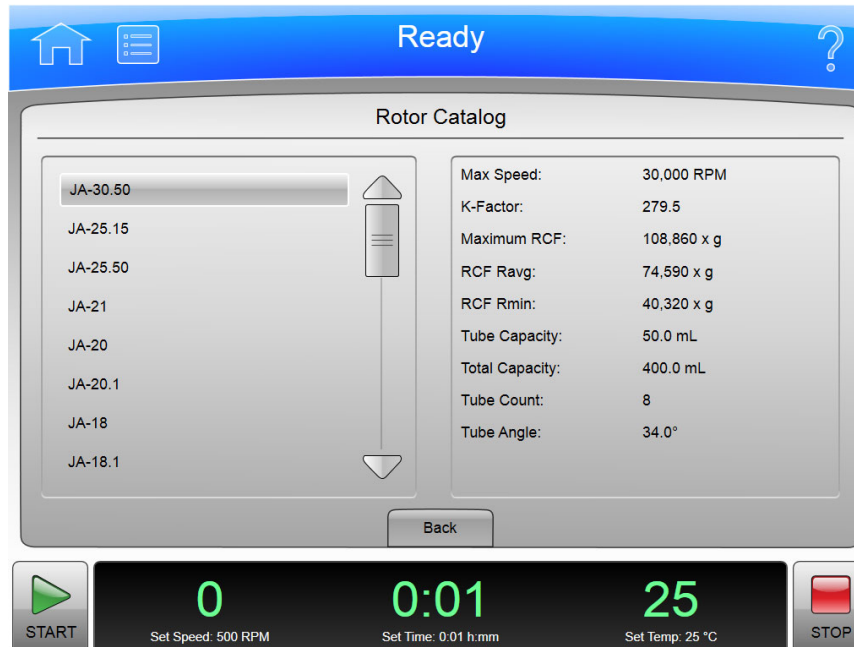 Ready
?
Rotor Catalog
JA-30.50
JA-25.15
JA-25.50
JA-21
JA-20
JA-20.1
JA-18
JA-18.1
Max Speed: 30,000 RPM
K-Factor: 279.5
Maximum RCF: 108,860 x g
RCF Ravg: 74,590 x g
RCF Rmin: 40,320 x g
Tube Capacity: 50.0 mL
Total Capacity: 400.0 mL
Tube Count: 8
Tube Angle: 34.0°
Back
START
0
Set Speed: 500 RPM
0:01
Set Time: 0:01 h:mm
25
Set Temp: 25 °C
STOP